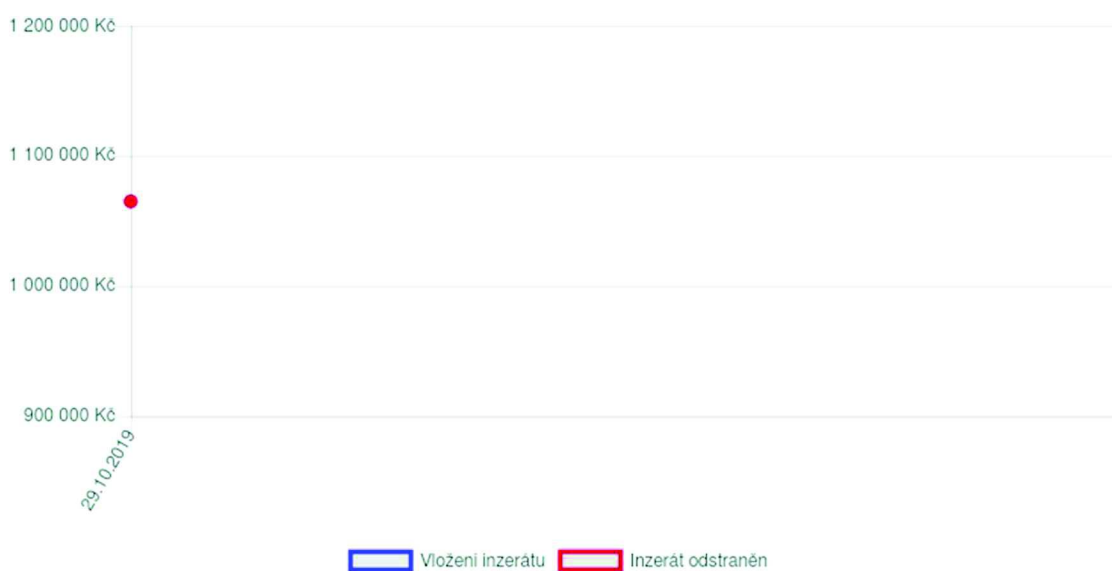 1 200 000 Kč
1 100 000 Kč
1 000 000 Kč
900 000 Kč
29.10.2019
Vložení inzerátu
Inzerát odstraněn